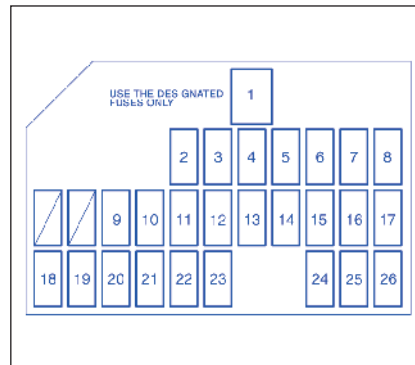 USE THE DES GNATED
FUSES ONLY
1
2 3 4 5 6 7 8
9 10 11 12 13 14 15 16 17
18 19 20 21 22 23 24 25 26